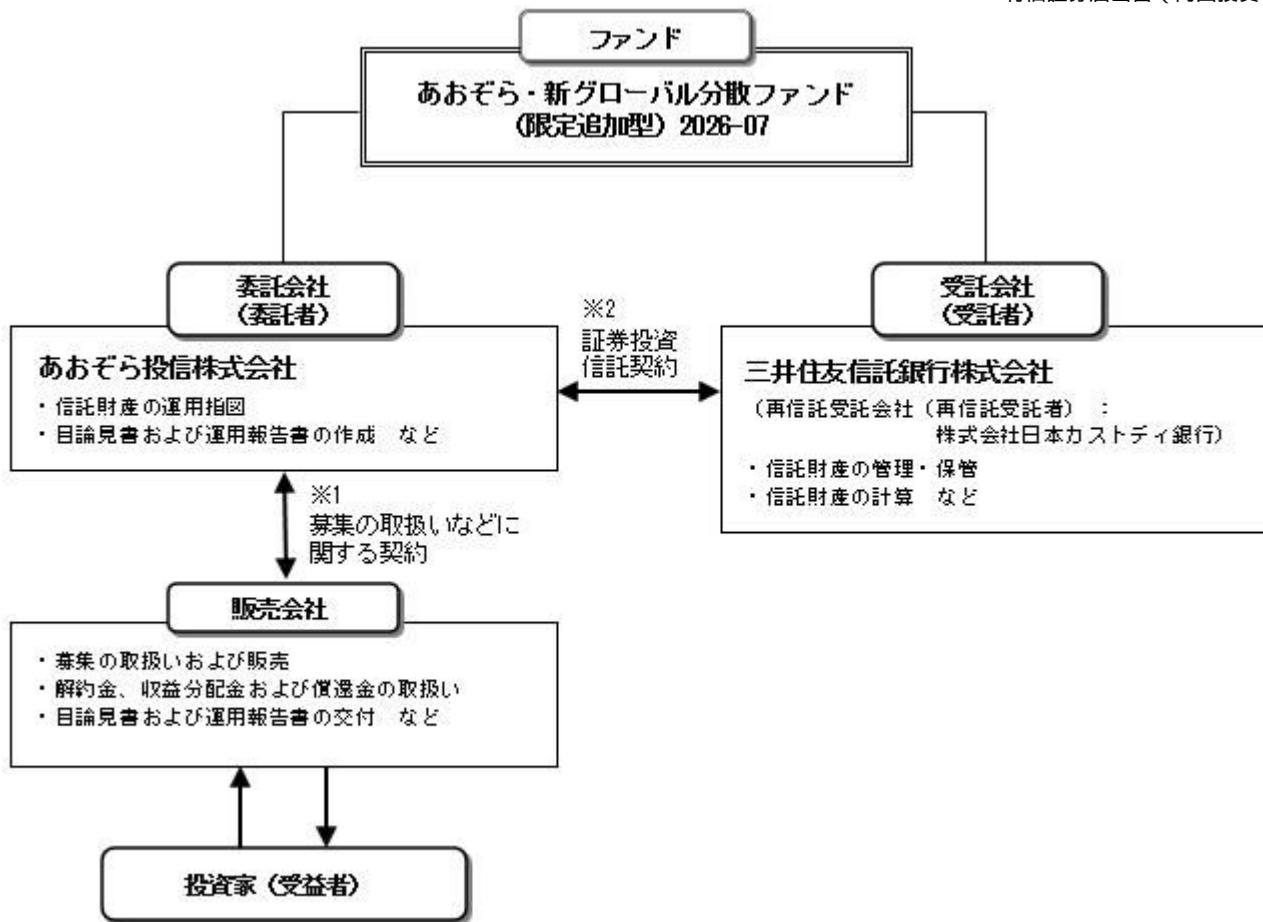 ファンド
あおぞら・新グローバル分散ファンド
（限定追加型）2026-07
委託会社
（委託者）
あおぞら投信株式会社
・信託財産の運用指図
・目論見書および運用報告書の作成　など
※2
証券投資
信託契約
受託会社
（受託者）
三井住友信託銀行株式会社
（再信託受託会社（再信託受託者）：
株式会社日本カストディ銀行）
・信託財産の管理・保管
・信託財産の計算　など
※1
募集の取扱いなどに
関する契約
販売会社
・募集の取扱いおよび販売
・解約金、収益分配金および償還金の取扱い
・目論見書および運用報告書の交付　など
投資家（受益者）